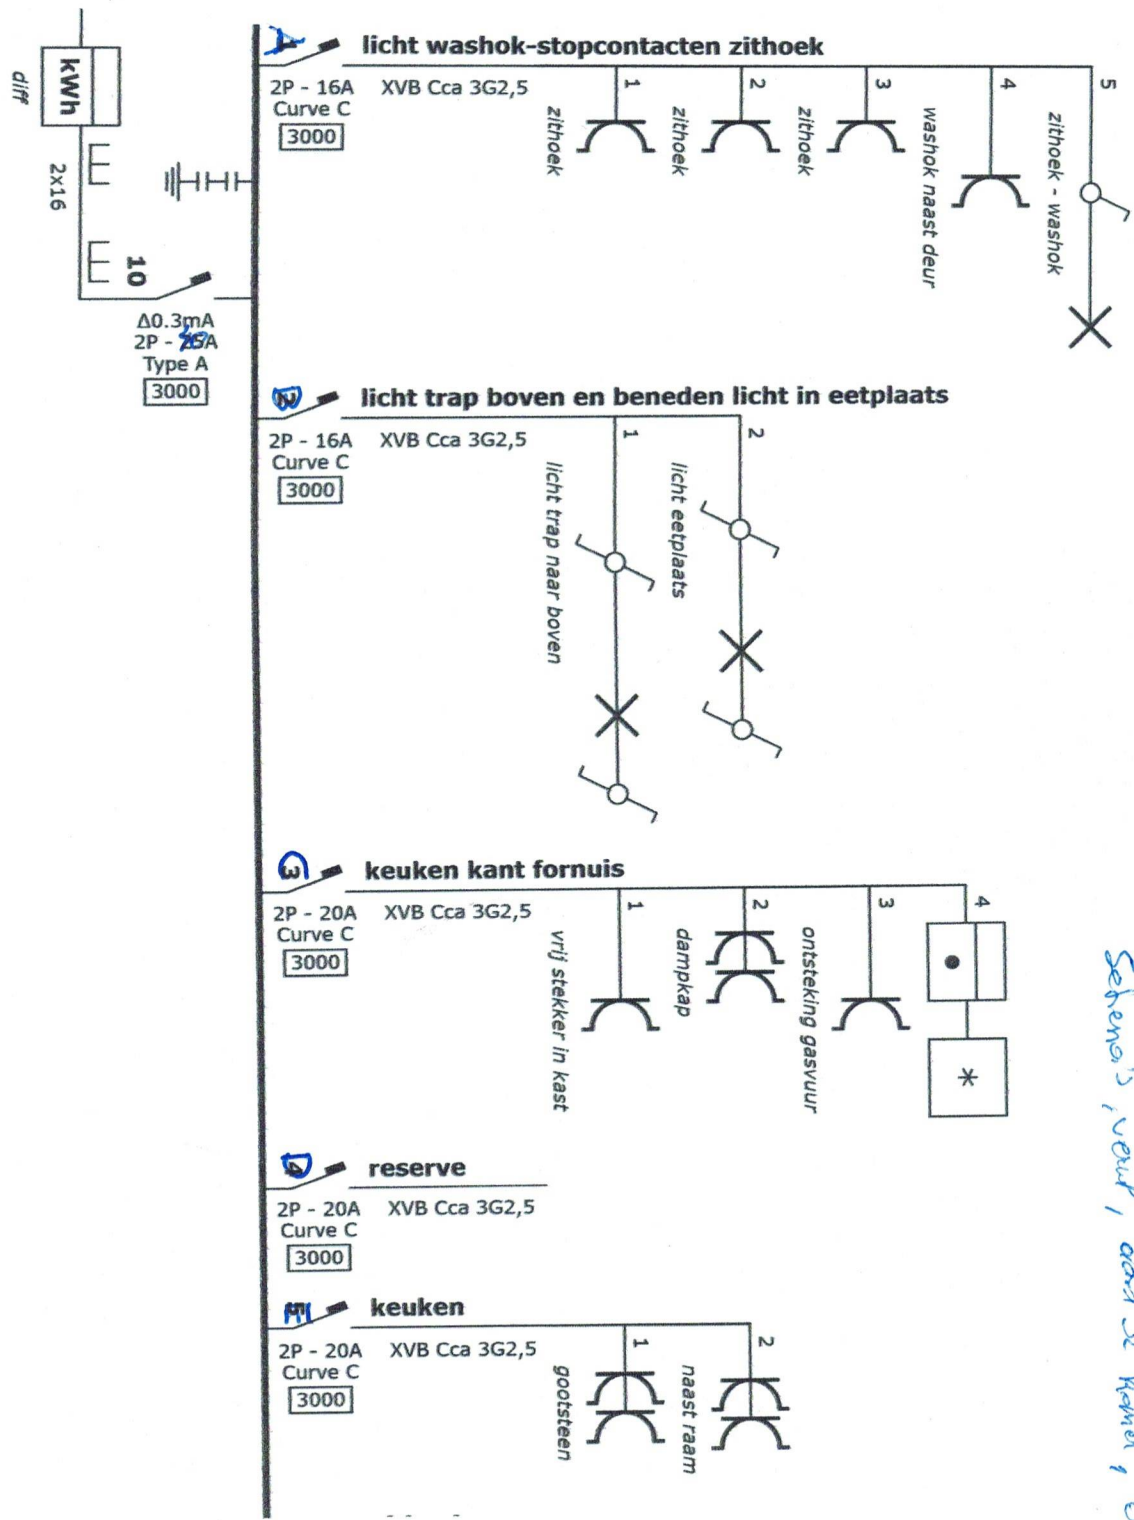 kWh
diff
2x16
10
Δ0.3mA
2P - A
Type A
3000
A licht washok-stopcontacten zithoek
2P - 16A XVB Cca 3G2,5
Curve C
3000
1
zithoek
2
zithoek
3
zithoek
4
washok naast deur
5
zithoek - washok
B licht trap boven en beneden licht in eetplaats
2P - 16A XVB Cca 3G2,5
Curve C
3000
1
licht trap naar boven
2
licht eetplaats
C 3 keuken kant fornuis
2P - 20A XVB Cca 3G2,5
Curve C
3000
1
vrij stekker in kast
2
dampkap
3
ontsteking gasvuur
4
*
D 4 reserve
2P - 20A XVB Cca 3G2,5
Curve C
3000
E 5 keuken
2P - 20A XVB Cca 3G2,5
Curve C
3000
1
gootsteen
2
naast raam